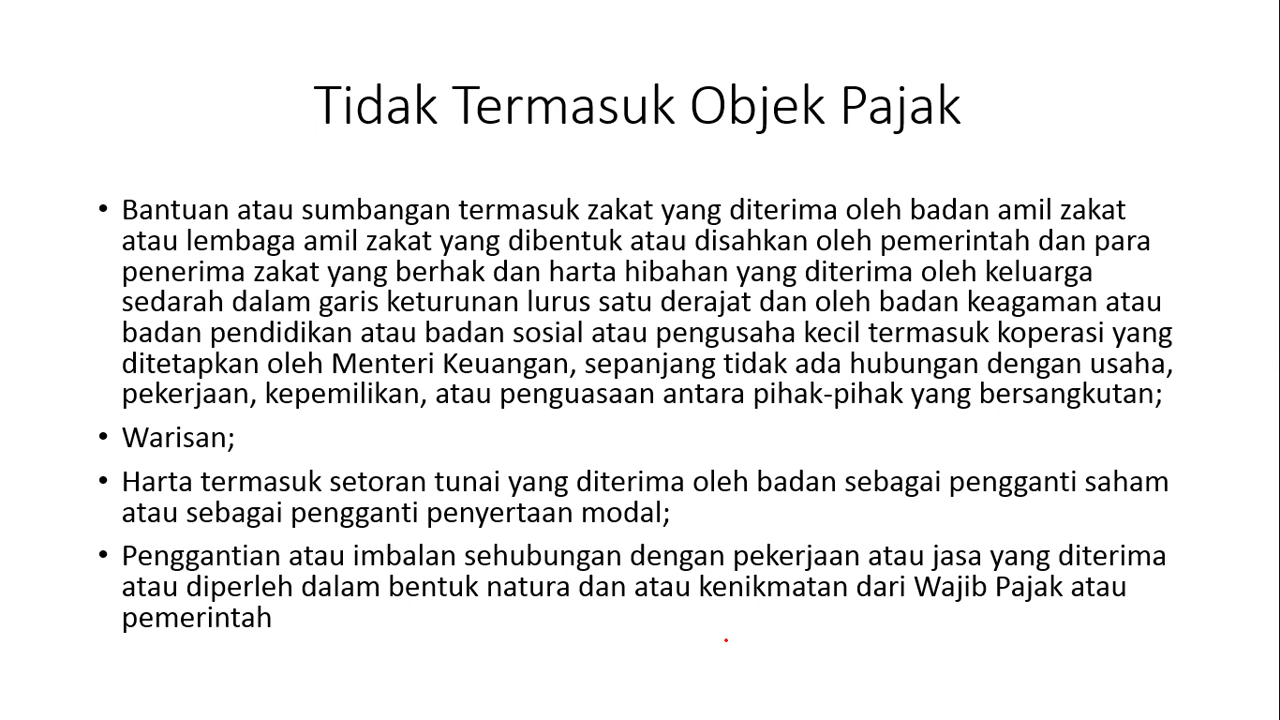 Tidak Termasuk Objek Pajak
• Bantuan atau sumbangan termasuk zakat yang diterima oleh badan amil zakat
atau lembaga amil zakat yang dibentuk atau disahkan oleh pemerintah dan para
penerima zakat yang berhak dan harta hibahan yang diterima oleh keluarga
sedarah dalam garis keturunan lurus satu derajat dan oleh badan keagaman atau
badan pendidikan atau badan sosial atau pengusaha kecil termasuk koperasi yang
ditetapkan oleh Menteri Keuangan, sepanjang tidak ada hubungan dengan usaha,
pekerjaan, kepemilikan, atau penguasaan antara pihak-pihak yang bersangkutan;
• Warisan;
• Harta termasuk setoran tunai yang diterima oleh badan sebagai pengganti saham
atau sebagai pengganti penyertaan modal;
• Penggantian atau imbalan sehubungan dengan pekerjaan atau jasa yang diterima
atau diperleh dalam bentuk natura dan atau kenikmatan dari Wajib Pajak atau
pemerintah